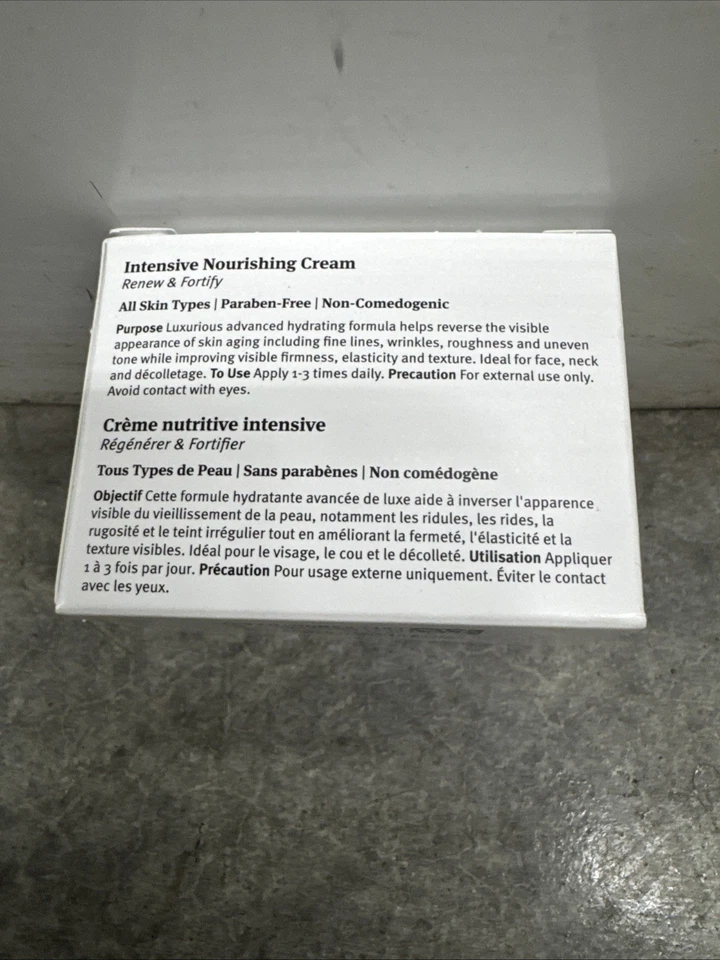 Intensive Nourishing Cream
Renew & Fortify
All Skin Types | Paraben-Free | Non-Comedogenic
Purpose Luxurious advanced hydrating formula helps reverse the visible
appearance of skin aging including fine lines, wrinkles, roughness and uneven
tone while improving visible firmness, elasticity and texture. Ideal for face, neck
and décolletage. To Use Apply 1-3 times daily. Precaution For external use only.
Avoid contact with eyes.
Crème nutritive intensive
Régénérer & Fortifier
Tous Types de Peau | Sans parabènes | Non comédogène
Objectif Cette formule hydratante avancée de luxe aide à inverser l'apparence
visible du vieillissement de la peau, notamment les ridules, les rides, la
rugosité et le teint irrégulier tout en améliorant la fermeté, l'élasticité et la
texture visibles. Idéal pour le visage, le cou et le décolleté. Utilisation Appliquer
1 à 3 fois par jour. Précaution Pour usage externe uniquement. Éviter le contact
avec les yeux.